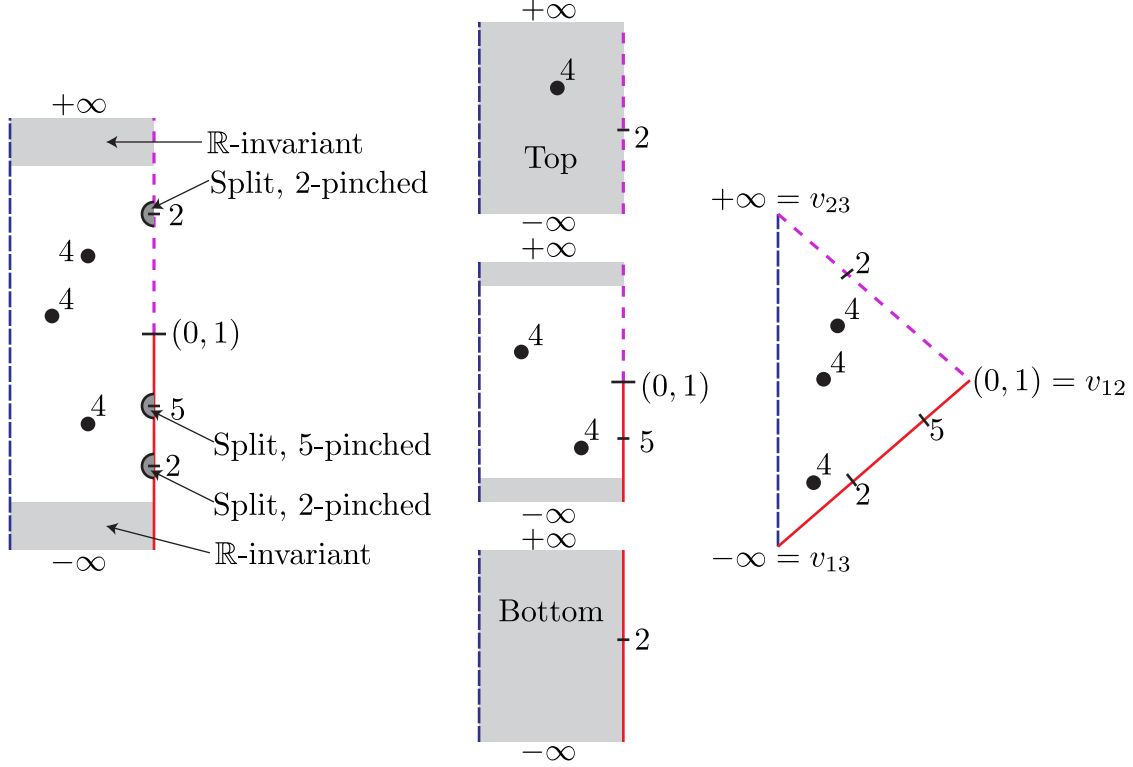 +∞
ℝ-invariant
Split, 2-pinched
2
4
4
(0, 1)
4
5
Split, 5-pinched
2
Split, 2-pinched
ℝ-invariant
−∞
+∞
4
2
Top
−∞
+∞
4
(0, 1)
4
5
−∞
+∞
Bottom
2
−∞
+∞ = v₂₃
2
4
4
(0, 1) = v₁₂
5
4
2
−∞ = v₁₃